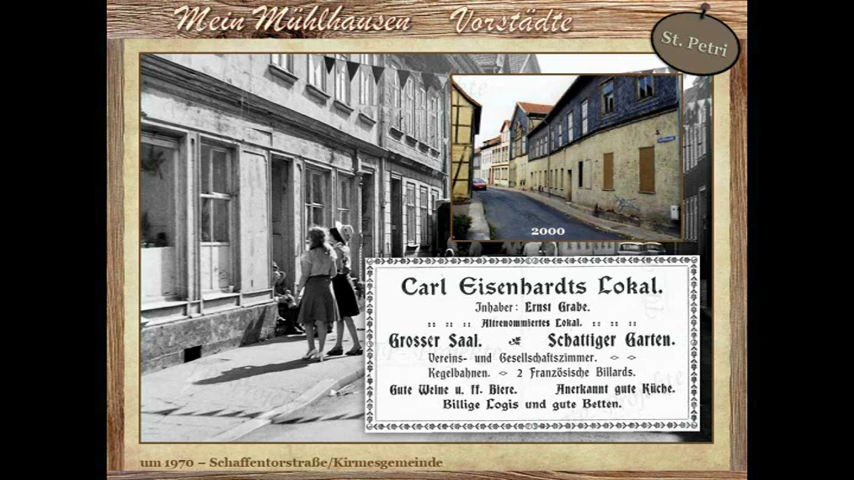 Mein Mühlhausen Vorstädte
St. Petri
2000
Carl Eisenhardts Lokal.
Inhaber: Ernst Grabe.
:: :: :: Altrenommiertes Lokal. :: :: ::
Grosser Saal. Schattiger Garten.
Vereins- und Gesellschaftszimmer.
Kegelbahnen. 2 Französische Billards.
Gute Weine u. ff. Biere. Anerkannt gute Küche.
Billige Logis und gute Betten.
um 1970 – Schaffentorstraße/Kirmesgemeinde